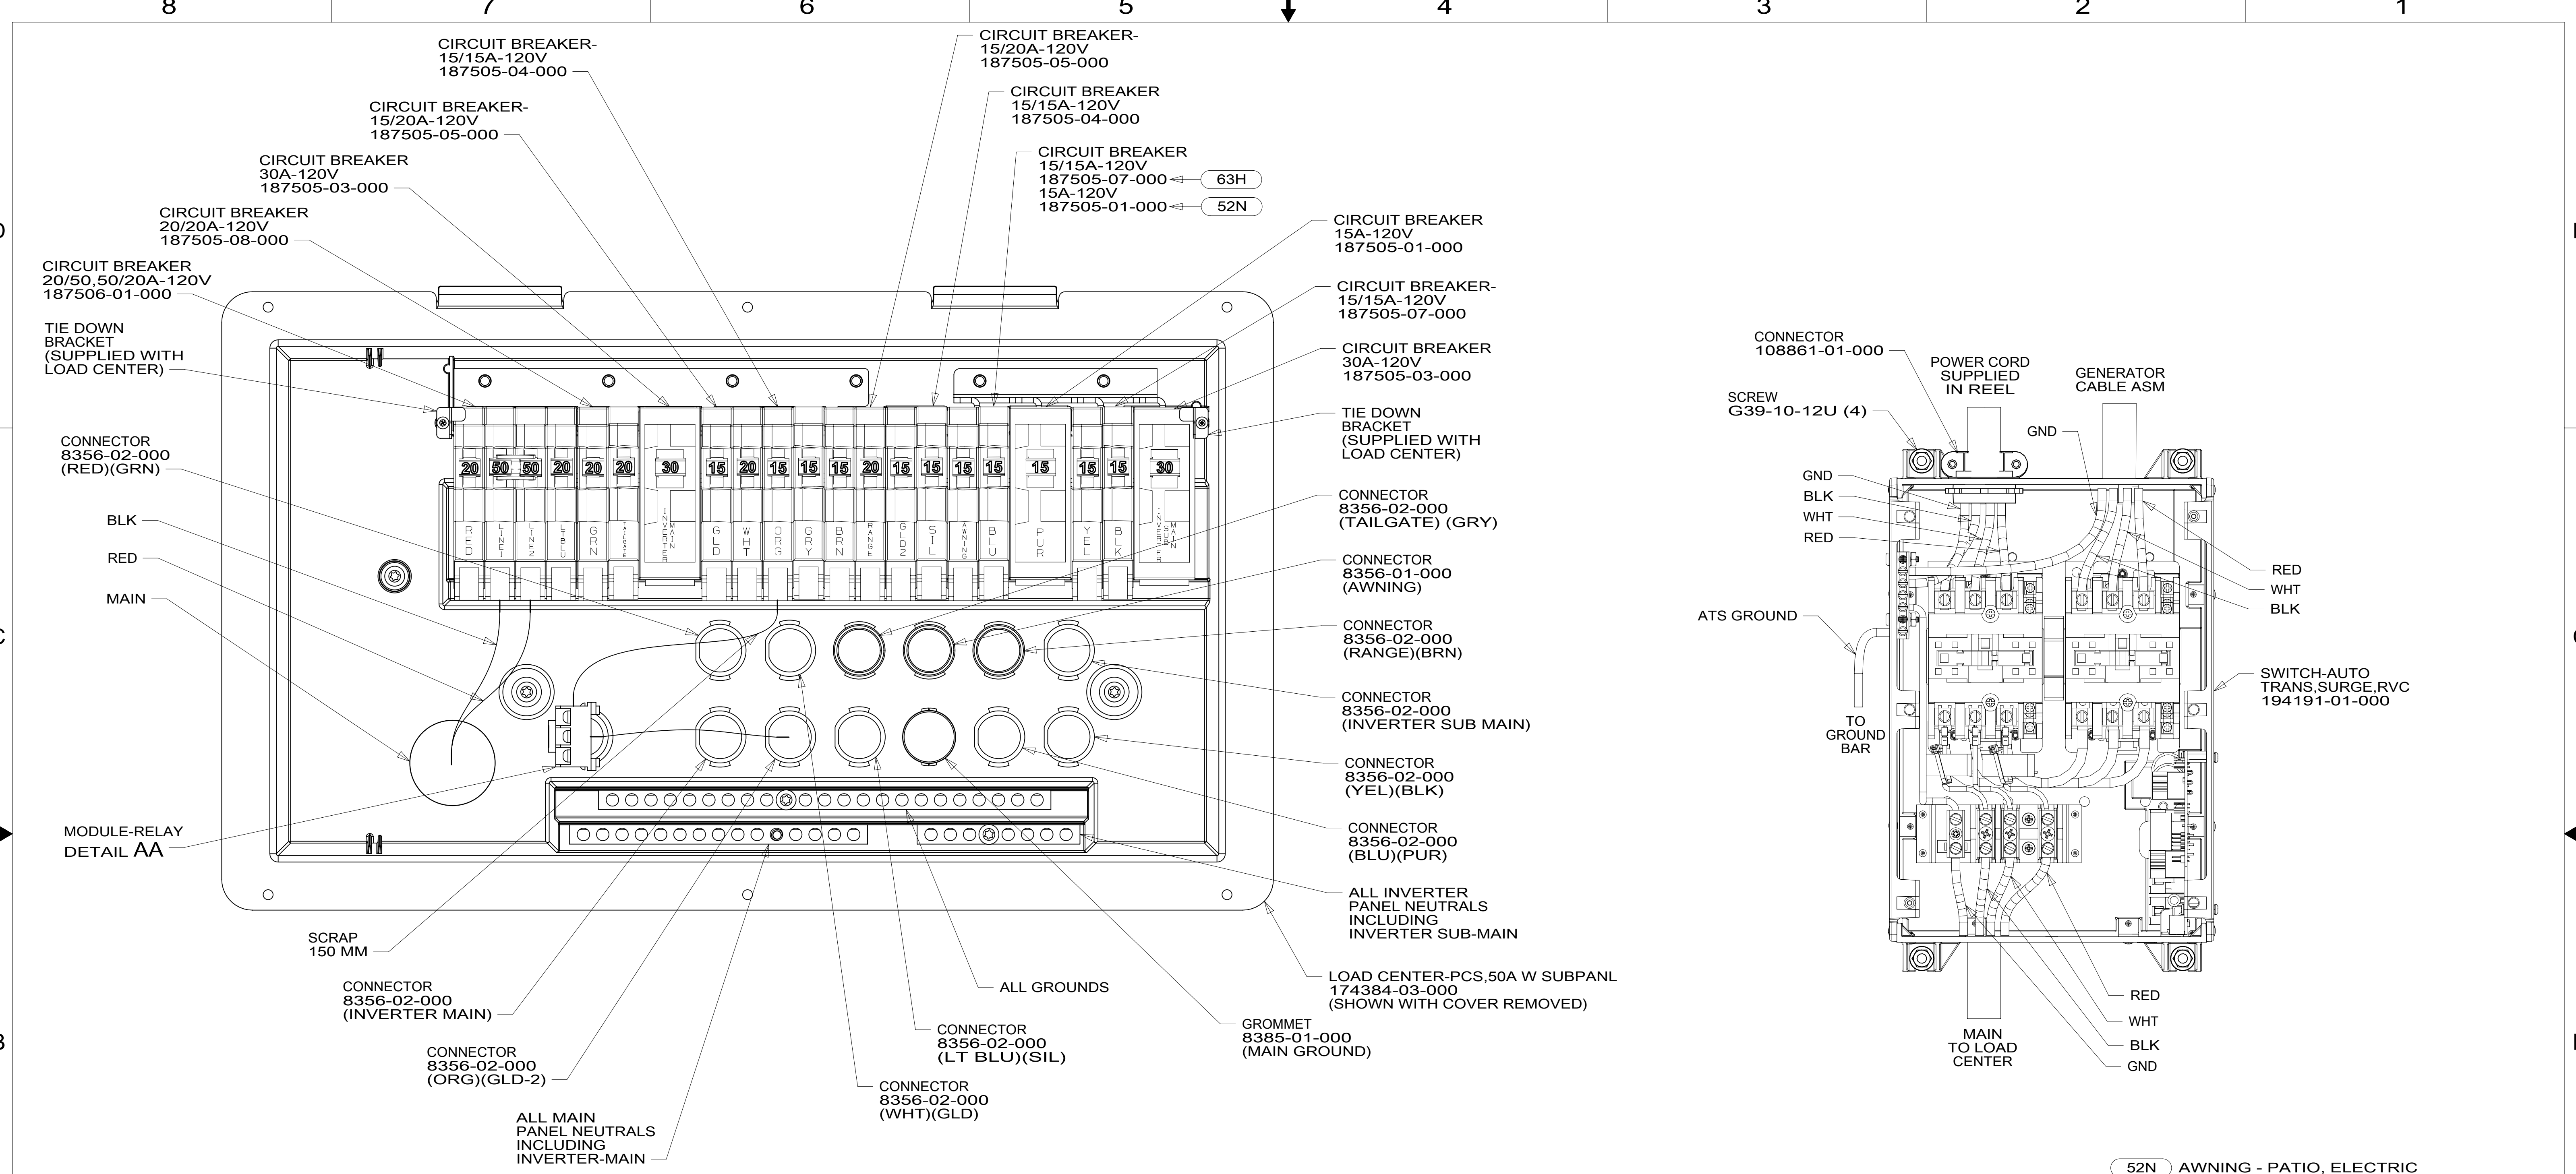 8 7 6 5 4 3 2 1
CIRCUIT BREAKER-
15/15A-120V
187505-04-000
CIRCUIT BREAKER-
15/20A-120V
187505-05-000
CIRCUIT BREAKER
30A-120V
187505-03-000
CIRCUIT BREAKER
20/20A-120V
187505-08-000
CIRCUIT BREAKER
20/50,50/20A-120V
187506-01-000
TIE DOWN
BRACKET
(SUPPLIED WITH
LOAD CENTER)
CONNECTOR
8356-02-000
(RED)(GRN)
BLK
RED
MAIN
MODULE-RELAY
DETAIL AA
CIRCUIT BREAKER-
15/20A-120V
187505-05-000
CIRCUIT BREAKER
15/15A-120V
187505-04-000
CIRCUIT BREAKER
15/15A-120V
187505-07-000 63H
15A-120V
187505-01-000 52N
CIRCUIT BREAKER
15A-120V
187505-01-000
CIRCUIT BREAKER-
15/15A-120V
187505-07-000
CIRCUIT BREAKER
30A-120V
187505-03-000
TIE DOWN
BRACKET
(SUPPLIED WITH
LOAD CENTER)
CONNECTOR
8356-02-000
(TAILGATE) (GRY)
CONNECTOR
8356-01-000
(AWNING)
CONNECTOR
8356-02-000
(RANGE)(BRN)
CONNECTOR
8356-02-000
(INVERTER SUB MAIN)
CONNECTOR
8356-02-000
(YEL)(BLK)
CONNECTOR
8356-02-000
(BLU)(PUR)
ALL INVERTER
PANEL NEUTRALS
INCLUDING
INVERTER SUB-MAIN
LOAD CENTER-PCS,50A W SUBPANL
174384-03-000
(SHOWN WITH COVER REMOVED)
20 50 50 20 20 20 30 15 20 15 15 15 20 15 15 15 15 15 15 15 30
RED LINE1 LINE2 LTBLU GRN TAILGATE INVERTER MAIN GLD WHT ORG GRY BRN RANGE GLD2 SIL AWNING BLU PUR YEL BLK INVERTER SUB MAIN
SCRAP
150 MM
CONNECTOR
8356-02-000
(INVERTER MAIN)
CONNECTOR
8356-02-000
(ORG)(GLD-2)
ALL MAIN
PANEL NEUTRALS
INCLUDING
INVERTER-MAIN
ALL GROUNDS
CONNECTOR
8356-02-000
(LT BLU)(SIL)
CONNECTOR
8356-02-000
(WHT)(GLD)
GROMMET
8385-01-000
(MAIN GROUND)
CONNECTOR
108861-01-000
SCREW
G39-10-12U (4)
POWER CORD
SUPPLIED
IN REEL
GENERATOR
CABLE ASM
GND
GND
BLK
WHT
RED
RED
WHT
BLK
ATS GROUND
TO
GROUND
BAR
SWITCH-AUTO
TRANS,SURGE,RVC
194191-01-000
RED
WHT
BLK
GND
MAIN
TO LOAD
CENTER
52N AWNING - PATIO, ELECTRIC